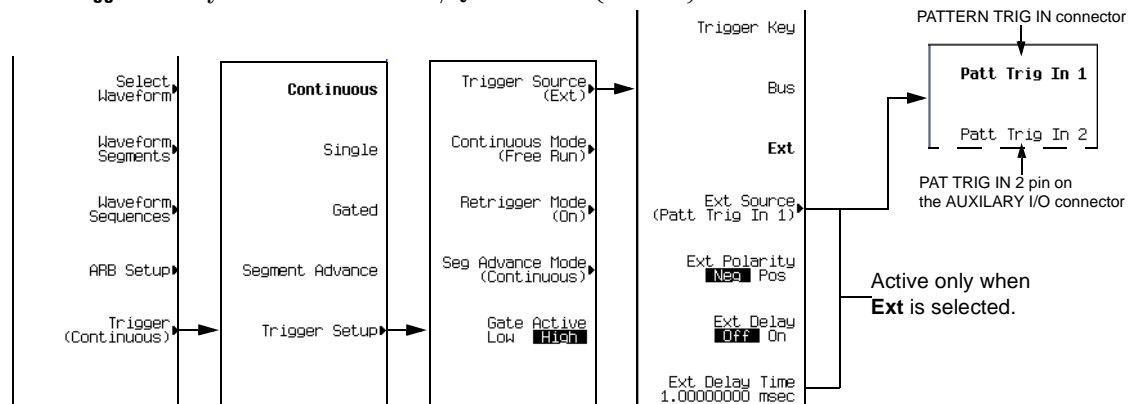 PATTERN TRIG IN connector
Patt Trig In 1
Patt Trig In 2
PAT TRIG IN 2 pin on
the AUXILARY I/O connector
Select
Waveform
Waveform
Segments
Waveform
Sequences
ARB Setup
Trigger
(Continuous)
Continuous
Single
Gated
Segment Advance
Trigger Setup
Trigger Source
(Ext)
Continuous Mode
(Free Run)
Retrigger Mode
(On)
Seg Advance Mode
(Continuous)
Gate Active
Low High
Trigger Key
Bus
Ext
Ext Source
(Patt Trig In 1)
Ext Polarity
Neg Pos
Ext Delay
Off On
Ext Delay Time
1.00000000 msec
Active only when
Ext is selected.